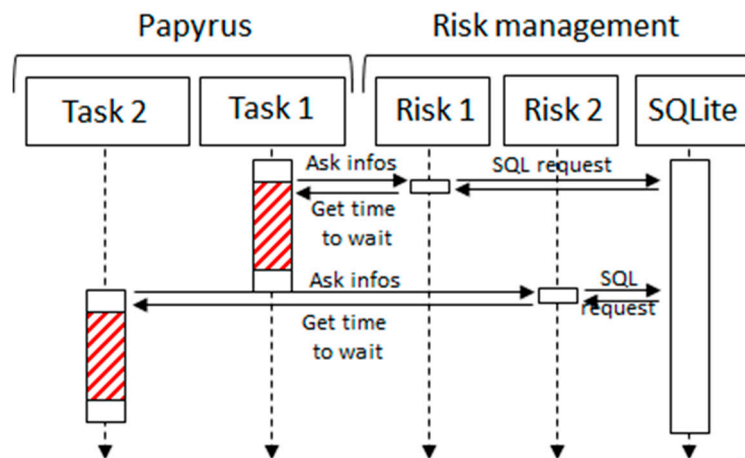 Papyrus
Risk management
Task 2
Task 1
Risk 1
Risk 2
SQLite
Ask infos
SQL request
Get time
to wait
Ask infos
SQL
request
Get time
to wait